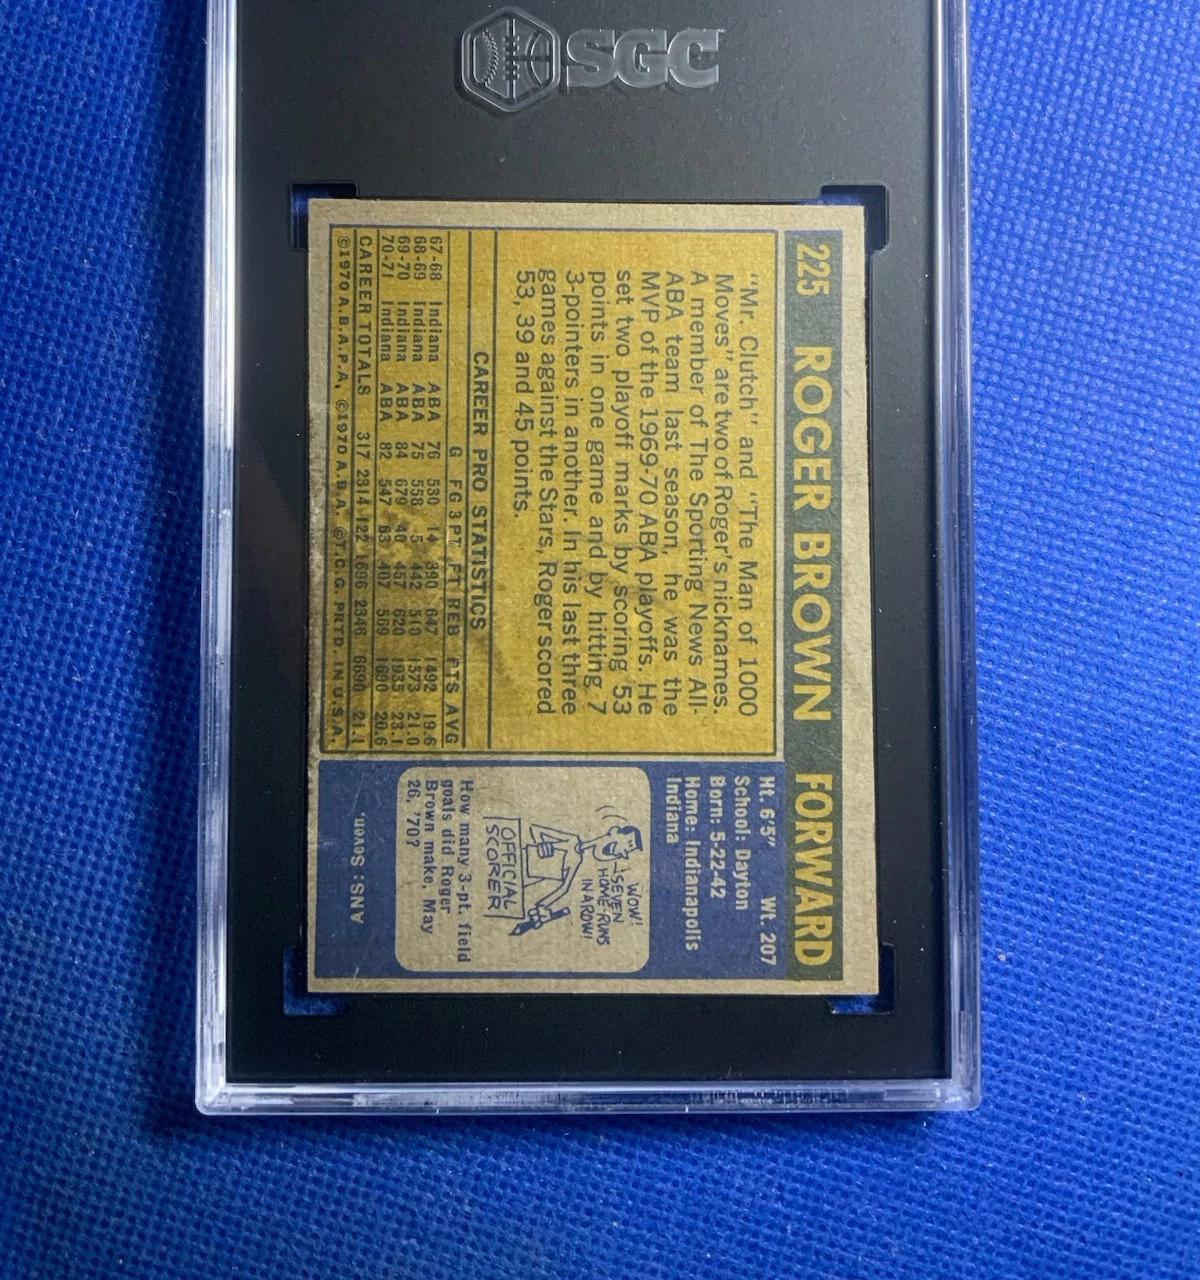 SGC
225 ROGER BROWN FORWARD
"Mr. Clutch" and "The Man of 1000
Moves" are two of Roger's nicknames.
A member of The Sporting News All-
ABA team last season, he was the
MVP of the 1969-70 ABA playoffs. He
set two playoff marks by scoring 53
points in one game and by hitting 7
3-pointers in another. In his last three
games against the Stars, Roger scored
53, 39 and 45 points.
CAREER PRO STATISTICS
G FG 3PT FT REB PTS AVG
67-68 Indiana ABA 76 530 14 390 647 1492 19.6
68-69 Indiana ABA 75 558 5 442 510 1573 21.0
69-70 Indiana ABA 84 679 40 457 620 1935 23.1
70-71 Indiana ABA 82 547 63 407 569 1690 20.6
CAREER TOTALS 317 2314 122 1696 2346 6690 21.1
©1970 A.B.A.P.A. ©1970 A.B.A. ©T.C.G. PRTD. IN U.S.A.
Ht. 6'5" Wt. 207
School: Dayton
Born: 5-22-42
Home: Indianapolis
Indiana
WOW!
SEVEN
HOME-RUNS
IN A ROW!
OFFICIAL
SCORER
How many 3-pt. field
goals did Roger
Brown make, May
26, '70?
ANS: Seven.